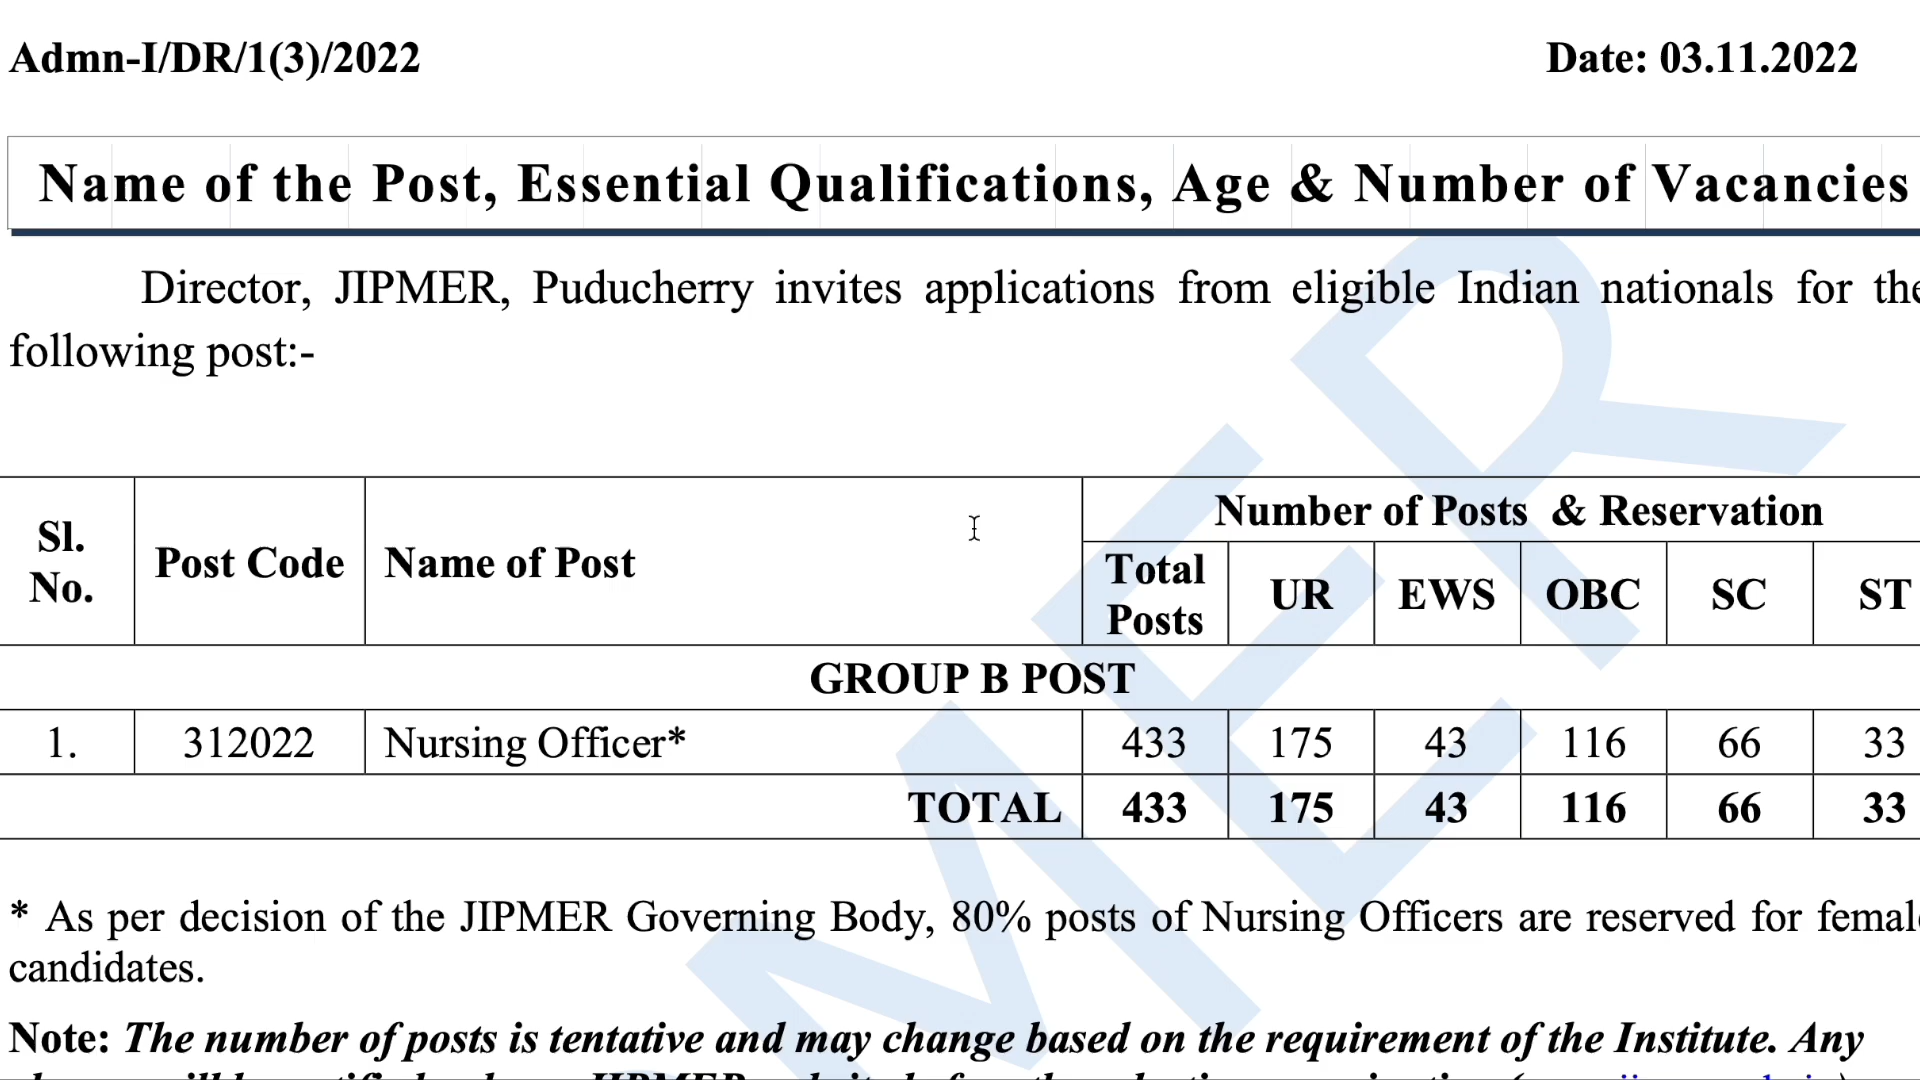 Admn-I/DR/1(3)/2022 Date: 03.11.2022
Name of the Post, Essential Qualifications, Age & Number of Vacancies
Director, JIPMER, Puducherry invites applications from eligible Indian nationals for the
following post:-
Sl. No. Post Code Name of Post Number of Posts & Reservation
Total Posts UR EWS OBC SC ST
GROUP B POST
1. 312022 Nursing Officer* 433 175 43 116 66 33
TOTAL 433 175 43 116 66 33
* As per decision of the JIPMER Governing Body, 80% posts of Nursing Officers are reserved for female
candidates.
Note: The number of posts is tentative and may change based on the requirement of the Institute. Any
MER